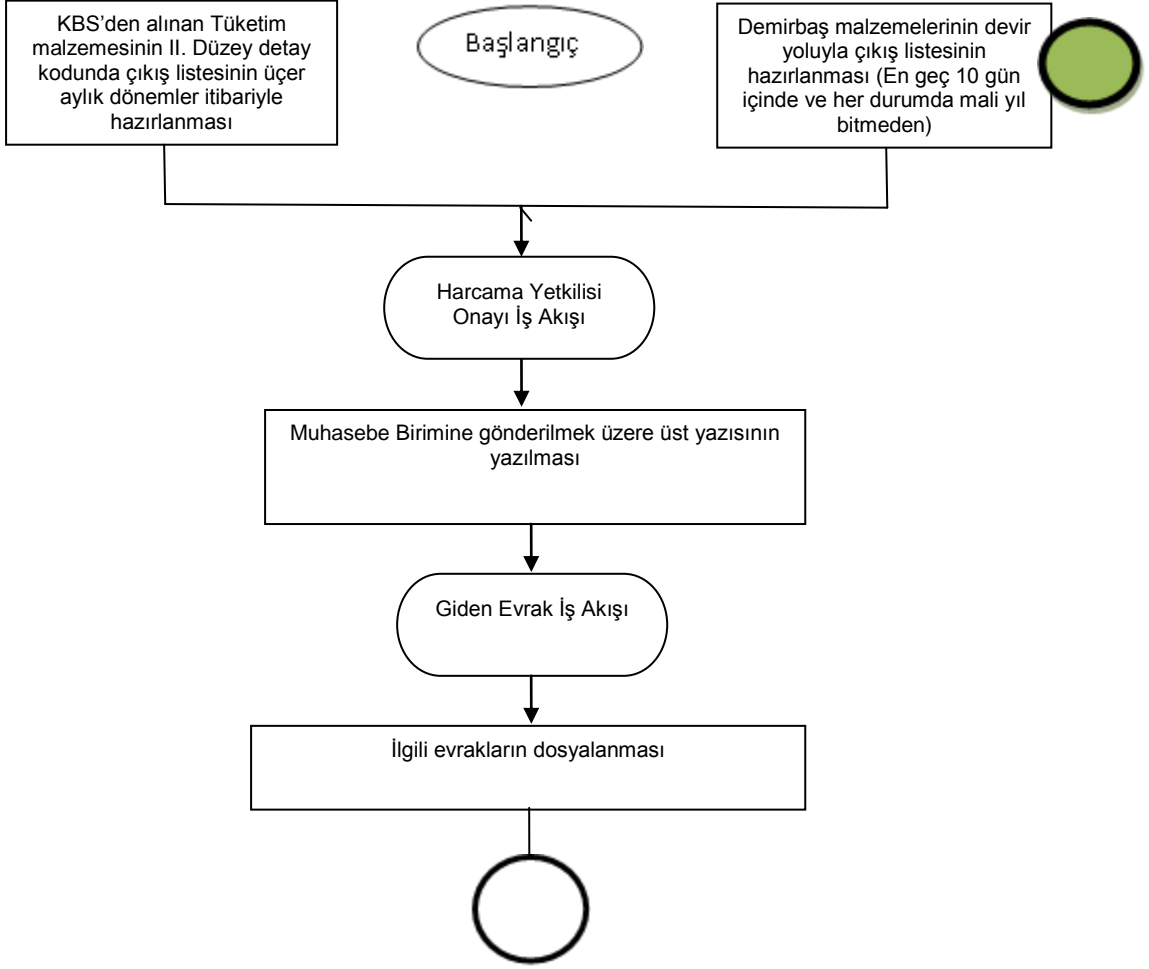 KBS’den alınan Tüketim
malzemesinin II. Düzey detay
kodunda çıkış listesinin üçer
aylık dönemler itibariyle
hazırlanması
Başlangıç
Demirbaş malzemelerinin devir
yoluyla çıkış listesinin
hazırlanması (En geç 10 gün
içinde ve her durumda mali yıl
bitmeden)
Harcama Yetkilisi
Onayı İş Akışı
Muhasebe Birimine gönderilmek üzere üst yazısının
yazılması
Giden Evrak İş Akışı
İlgili evrakların dosyalanması